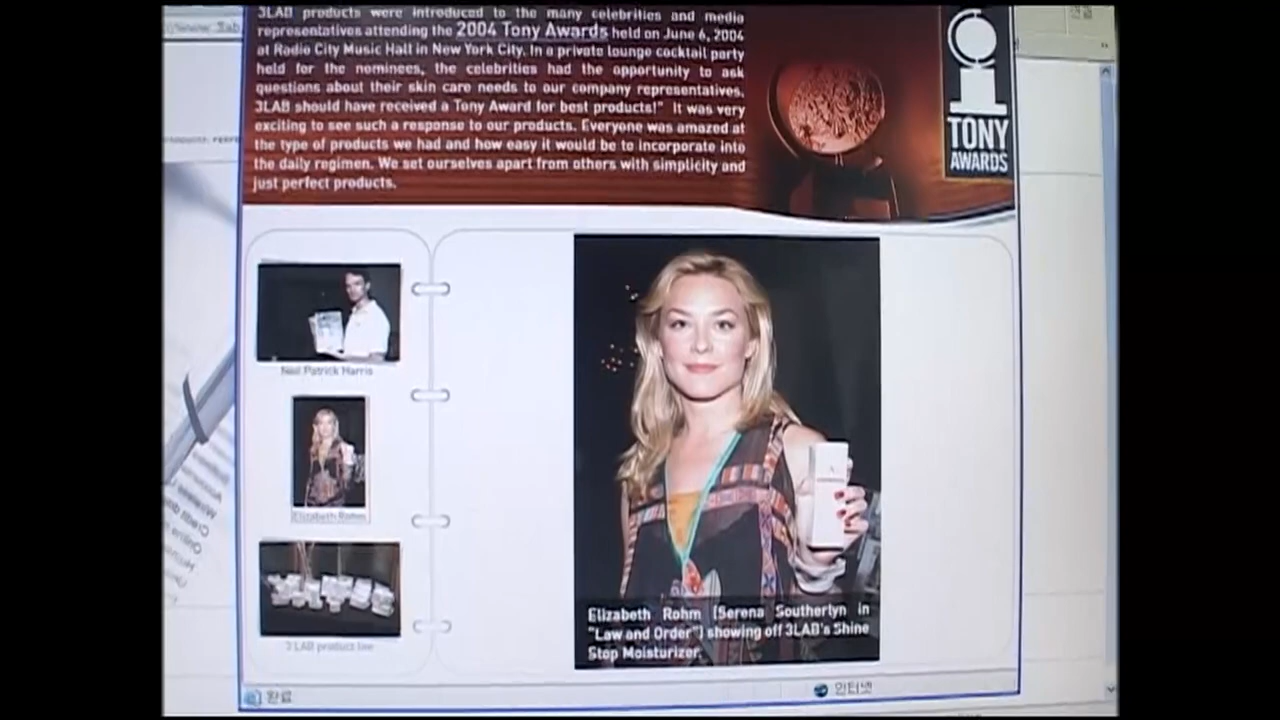 3LAB products were introduced to the many celebrities and media
representatives attending the 2004 Tony Awards held on June 6, 2004
at Radio City Music Hall in New York City. In a private lounge cocktail party
held for the nominees, the celebrities had the opportunity to ask
questions about their skin care needs to our company representatives.
3LAB should have received a Tony Award for best products!" It was very
exciting to see such a response to our products. Everyone was amazed at
the type of products we had and how easy it would be to incorporate into
the daily regimen. We set ourselves apart from others with simplicity and
just perfect products.
TONY
AWARDS
Neil Patrick Harris
Elizabeth Rohm
3 LAB product line
Elizabeth Rohm (Serena Southerlyn in
"Law and Order") showing off 3LAB's Shine
Stop Moisturizer.
완료
인터넷